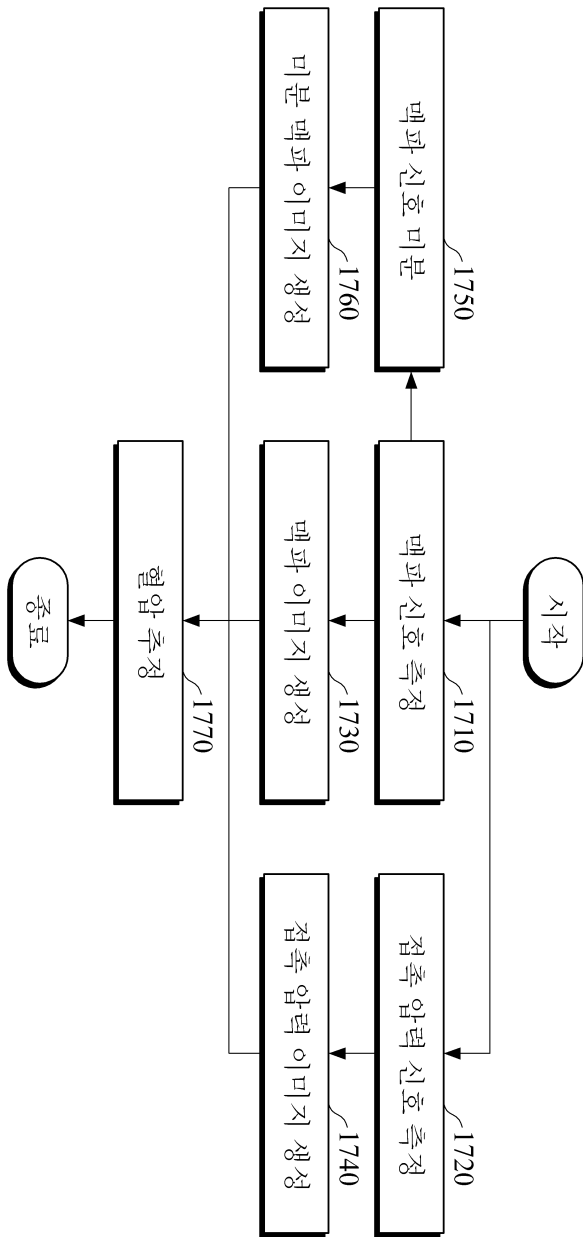 시작
맥파 신호 미분
1750
맥파 신호 측정
1710
접촉 압력 신호 측정
1720
미분 맥파 이미지 생성
1760
맥파 이미지 생성
1730
접촉 압력 이미지 생성
1740
혈압 추정
1770
종료